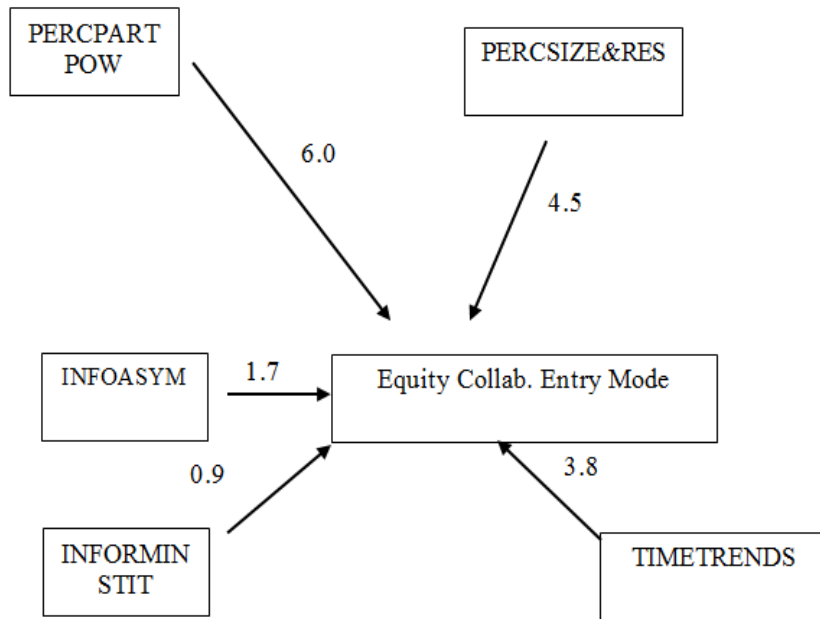 PERCPART
POW
PERCSIZE&RES
6.0
4.5
INFOASYM
1.7
Equity Collab. Entry Mode
0.9
3.8
INFORMIN
STIT
TIMETRENDS